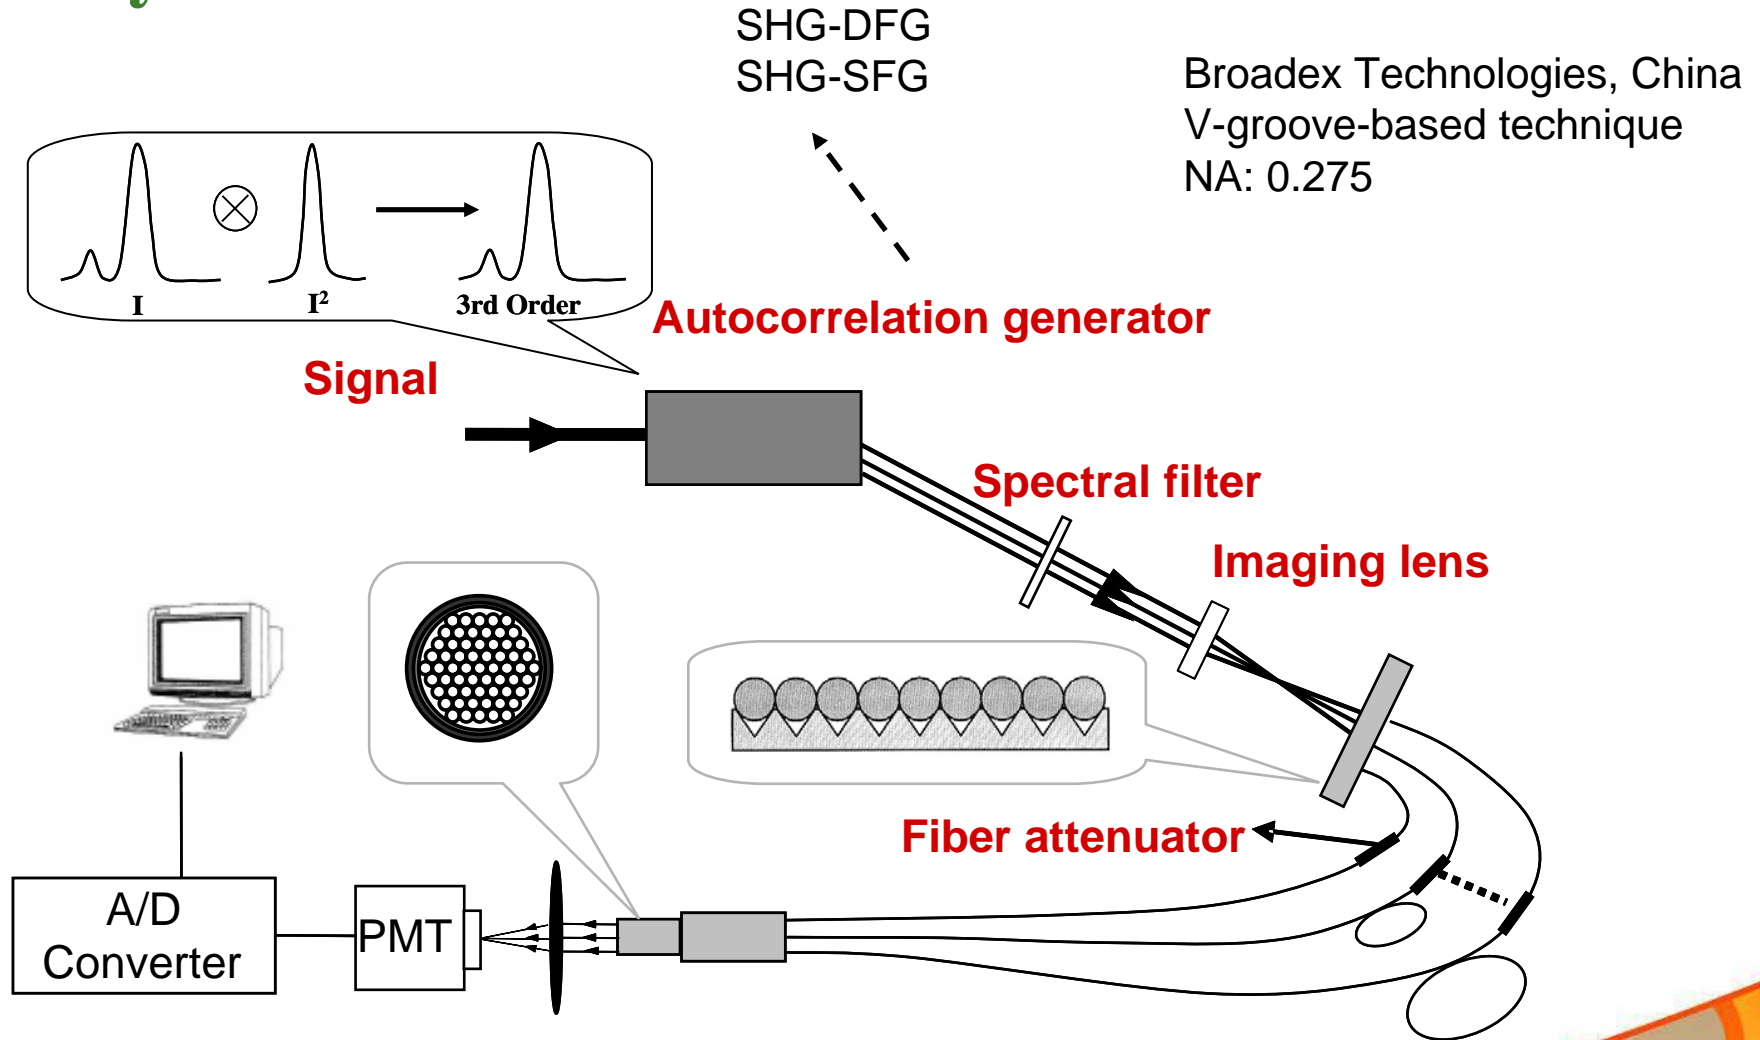 SHG-DFG
SHG-SFG
Broadex Technologies, China
V-groove-based technique
NA: 0.275
I
I²
3rd Order
Autocorrelation generator
Signal
Spectral filter
Imaging lens
Fiber attenuator
A/D
Converter
PMT